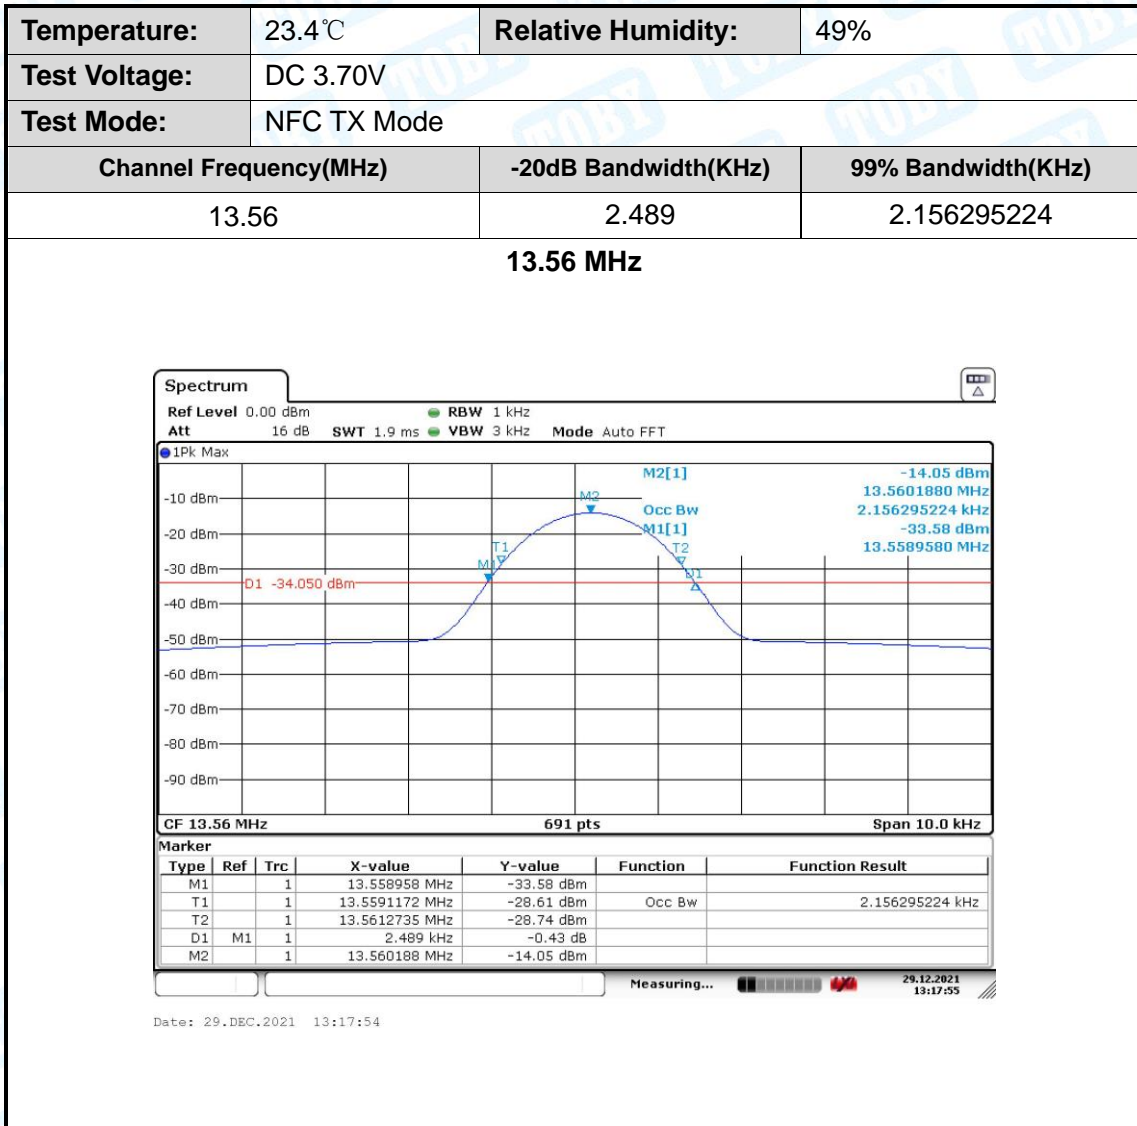 Temperature: 23.4℃ Relative Humidity: 49%
Test Voltage: DC 3.70V
Test Mode: NFC TX Mode
Channel Frequency(MHz) -20dB Bandwidth(KHz) 99% Bandwidth(KHz)
13.56 2.489 2.156295224
13.56 MHz
Spectrum
Ref Level 0.00 dBm RBW 1 kHz
Att 16 dB SWT 1.9 ms VBW 3 kHz Mode Auto FFT
1Pk Max
M2[1] -14.05 dBm
13.5601880 MHz
Occ Bw 2.156295224 kHz
M1[1] -33.58 dBm
13.5589580 MHz
M2
T1
T2
M1
D1
-10 dBm
-20 dBm
-30 dBm
D1 -34.050 dBm
-40 dBm
-50 dBm
-60 dBm
-70 dBm
-80 dBm
-90 dBm
CF 13.56 MHz 691 pts Span 10.0 kHz
Marker
Type Ref Trc X-value Y-value Function Function Result
M1 1 13.558958 MHz -33.58 dBm
T1 1 13.5591172 MHz -28.61 dBm Occ Bw 2.156295224 kHz
T2 1 13.5612735 MHz -28.74 dBm
D1 M1 1 2.489 kHz -0.43 dB
M2 1 13.560188 MHz -14.05 dBm
Measuring... 29.12.2021
13:17:55
Date: 29.DEC.2021 13:17:54
TOBY